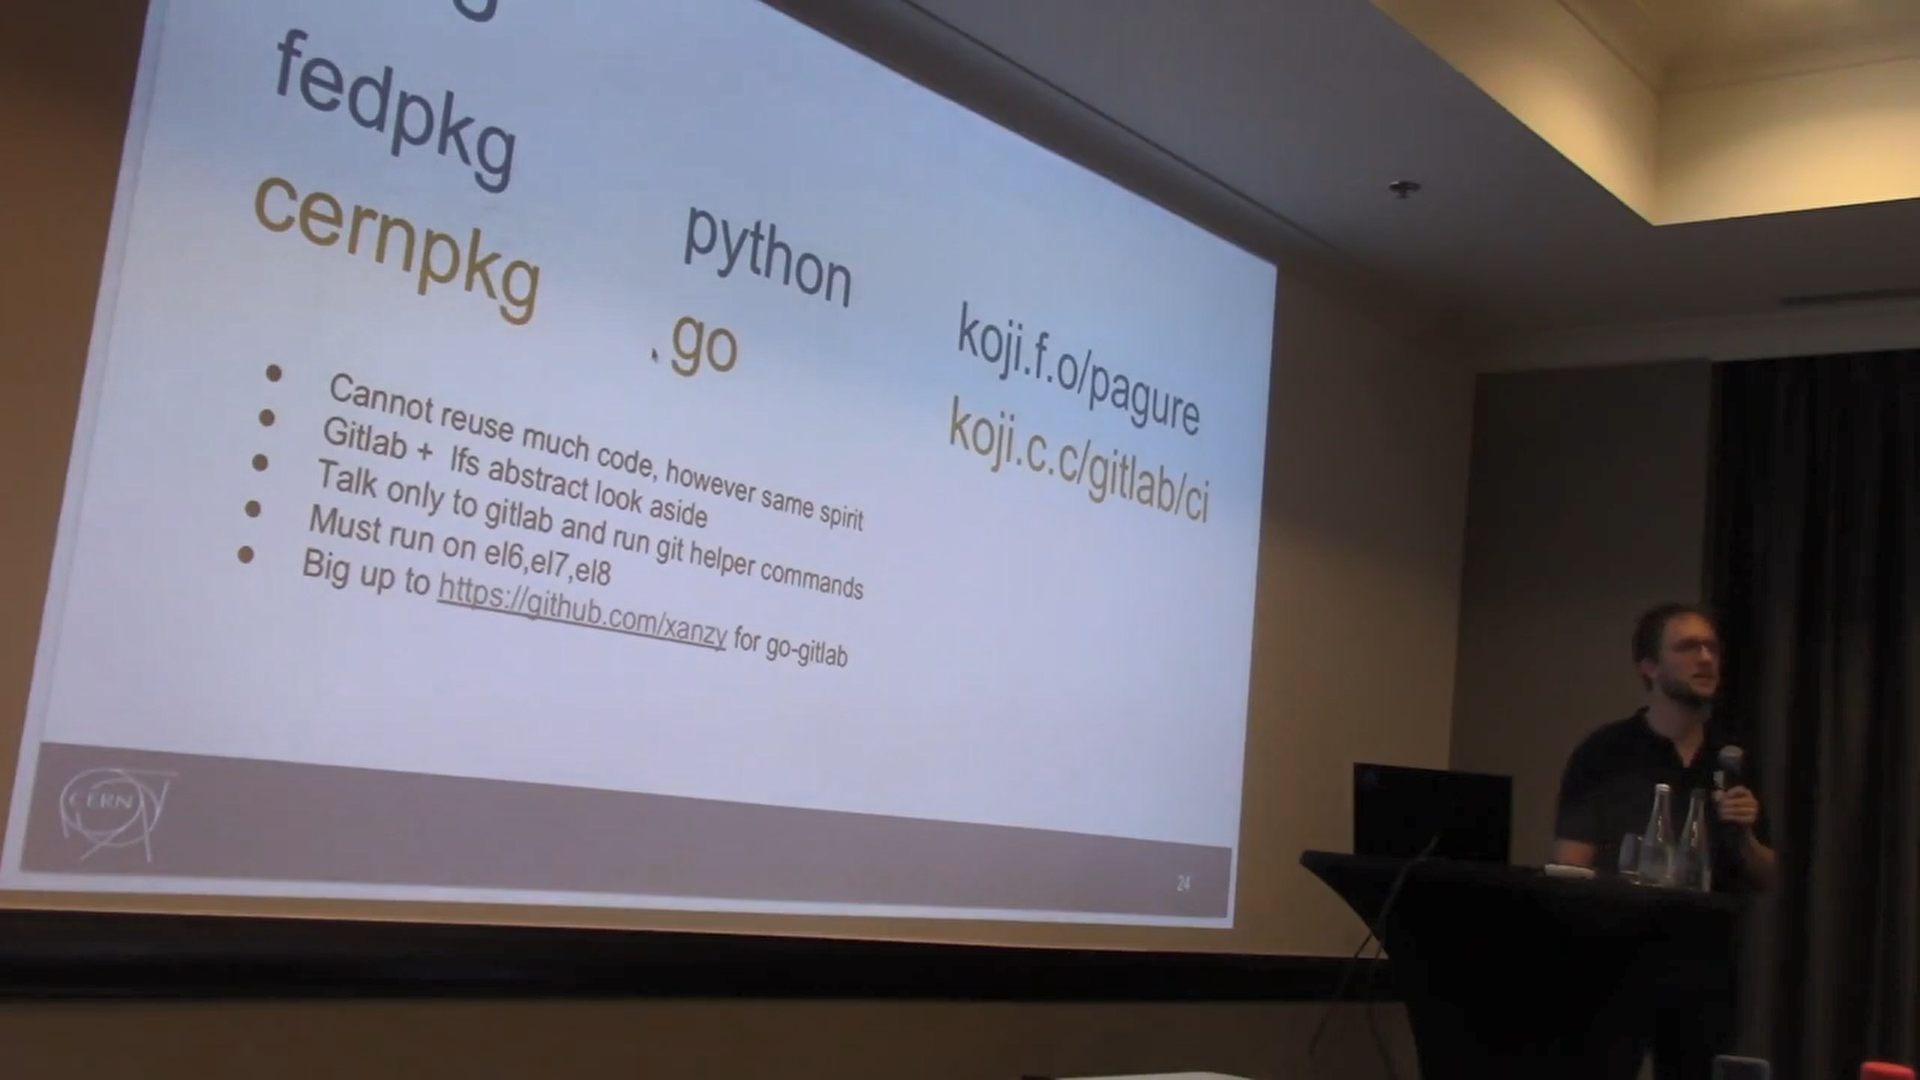 fedpkg
python
koji.f.o/pagure
cernpkg
.go
koji.c.c/gitlab/ci
Cannot reuse much code, however same spirit
Gitlab + lfs abstract look aside
Talk only to gitlab and run git helper commands
Must run on el6,el7,el8
Big up to https://github.com/xanzy for go-gitlab
CERN
24